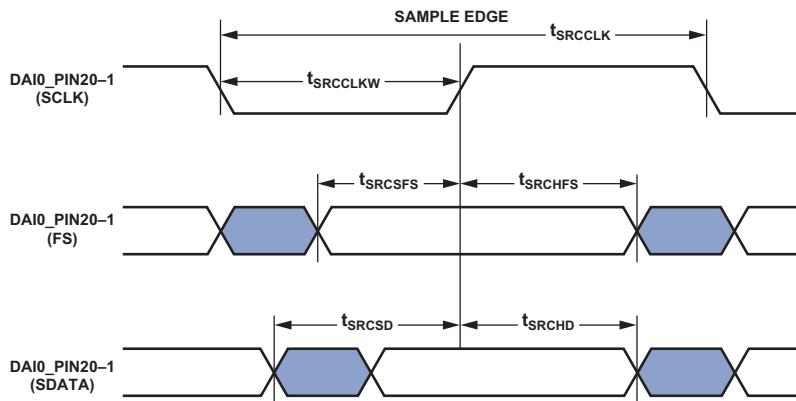 SAMPLE EDGE
tSRCCLK
DAI0_PIN20–1
(SCLK)
tSRCCLKW
tSRCSFS
tSRCHFS
DAI0_PIN20–1
(FS)
tSRCSD
tSRCHD
DAI0_PIN20–1
(SDATA)